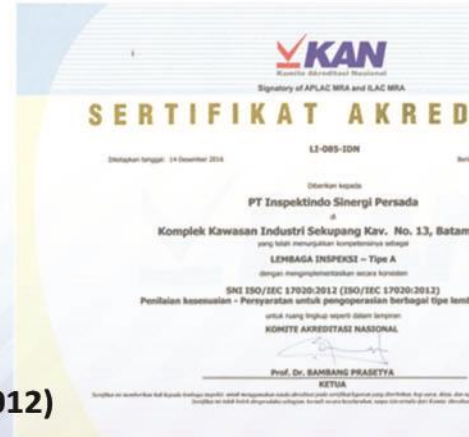 KAN
Komite Akreditasi Nasional
Signatory of APLAC MRA and ILAC MRA
SERTIFIKAT AKRED
LI-085-IDN
Ditetapkan tanggal: 14 Desember 2016
Diberikan kepada
PT Inspektindo Sinergi Persada
di
Komplek Kawasan Industri Sekupang Kav. No. 13, Batam
yang telah menunjukkan kompetensinya sebagai
LEMBAGA INSPEKSI – Tipe A
dengan mengimplementasikan secara konsisten
SNI ISO/IEC 17020:2012 (ISO/IEC 17020:2012)
Penilaian kesesuaian - Persyaratan untuk pengoperasian berbagai tipe lem
untuk ruang lingkup seperti dalam lampiran
KOMITE AKREDITASI NASIONAL
Prof. Dr. BAMBANG PRASETYA
KETUA
012)